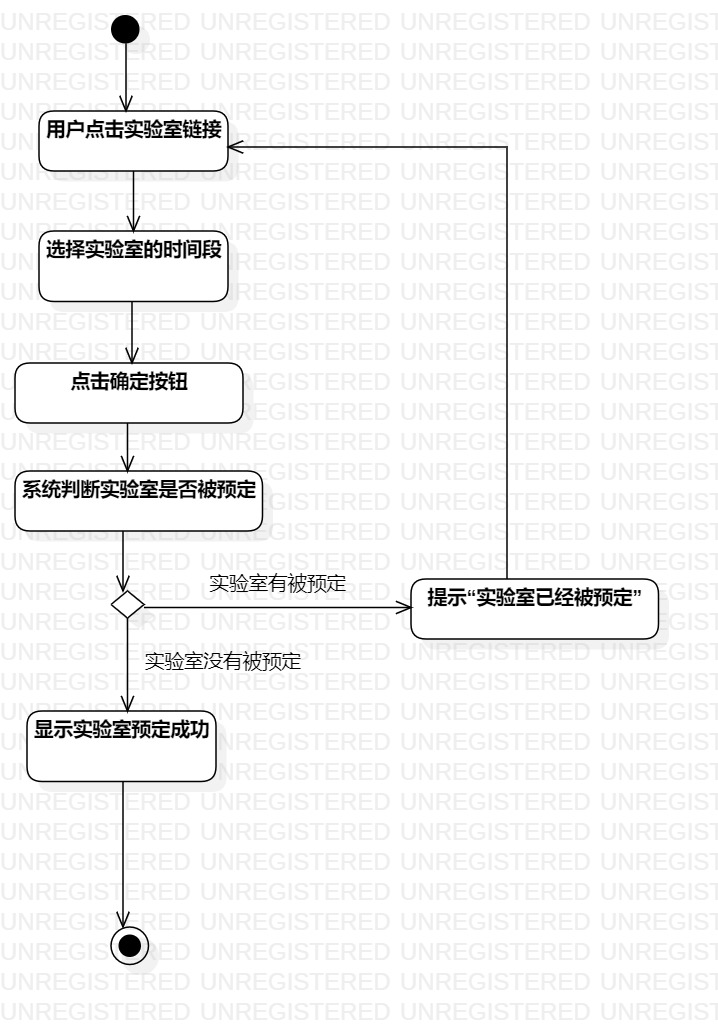 用户点击实验室链接
选择实验室的时间段
点击确定按钮
系统判断实验室是否被预定
实验室有被预定
提示“实验室已经被预定”
实验室没有被预定
显示实验室预定成功
UNREGISTERED